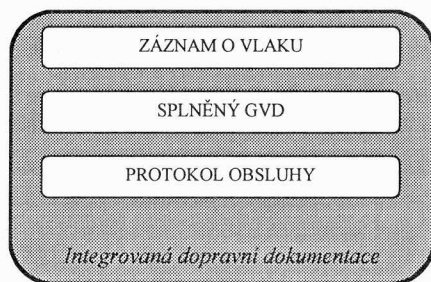 ZÁZNAM O VLAKU
SPLNĚNÝ GVD
PROTOKOL OBSLUHY
Integrovaná dopravní dokumentace